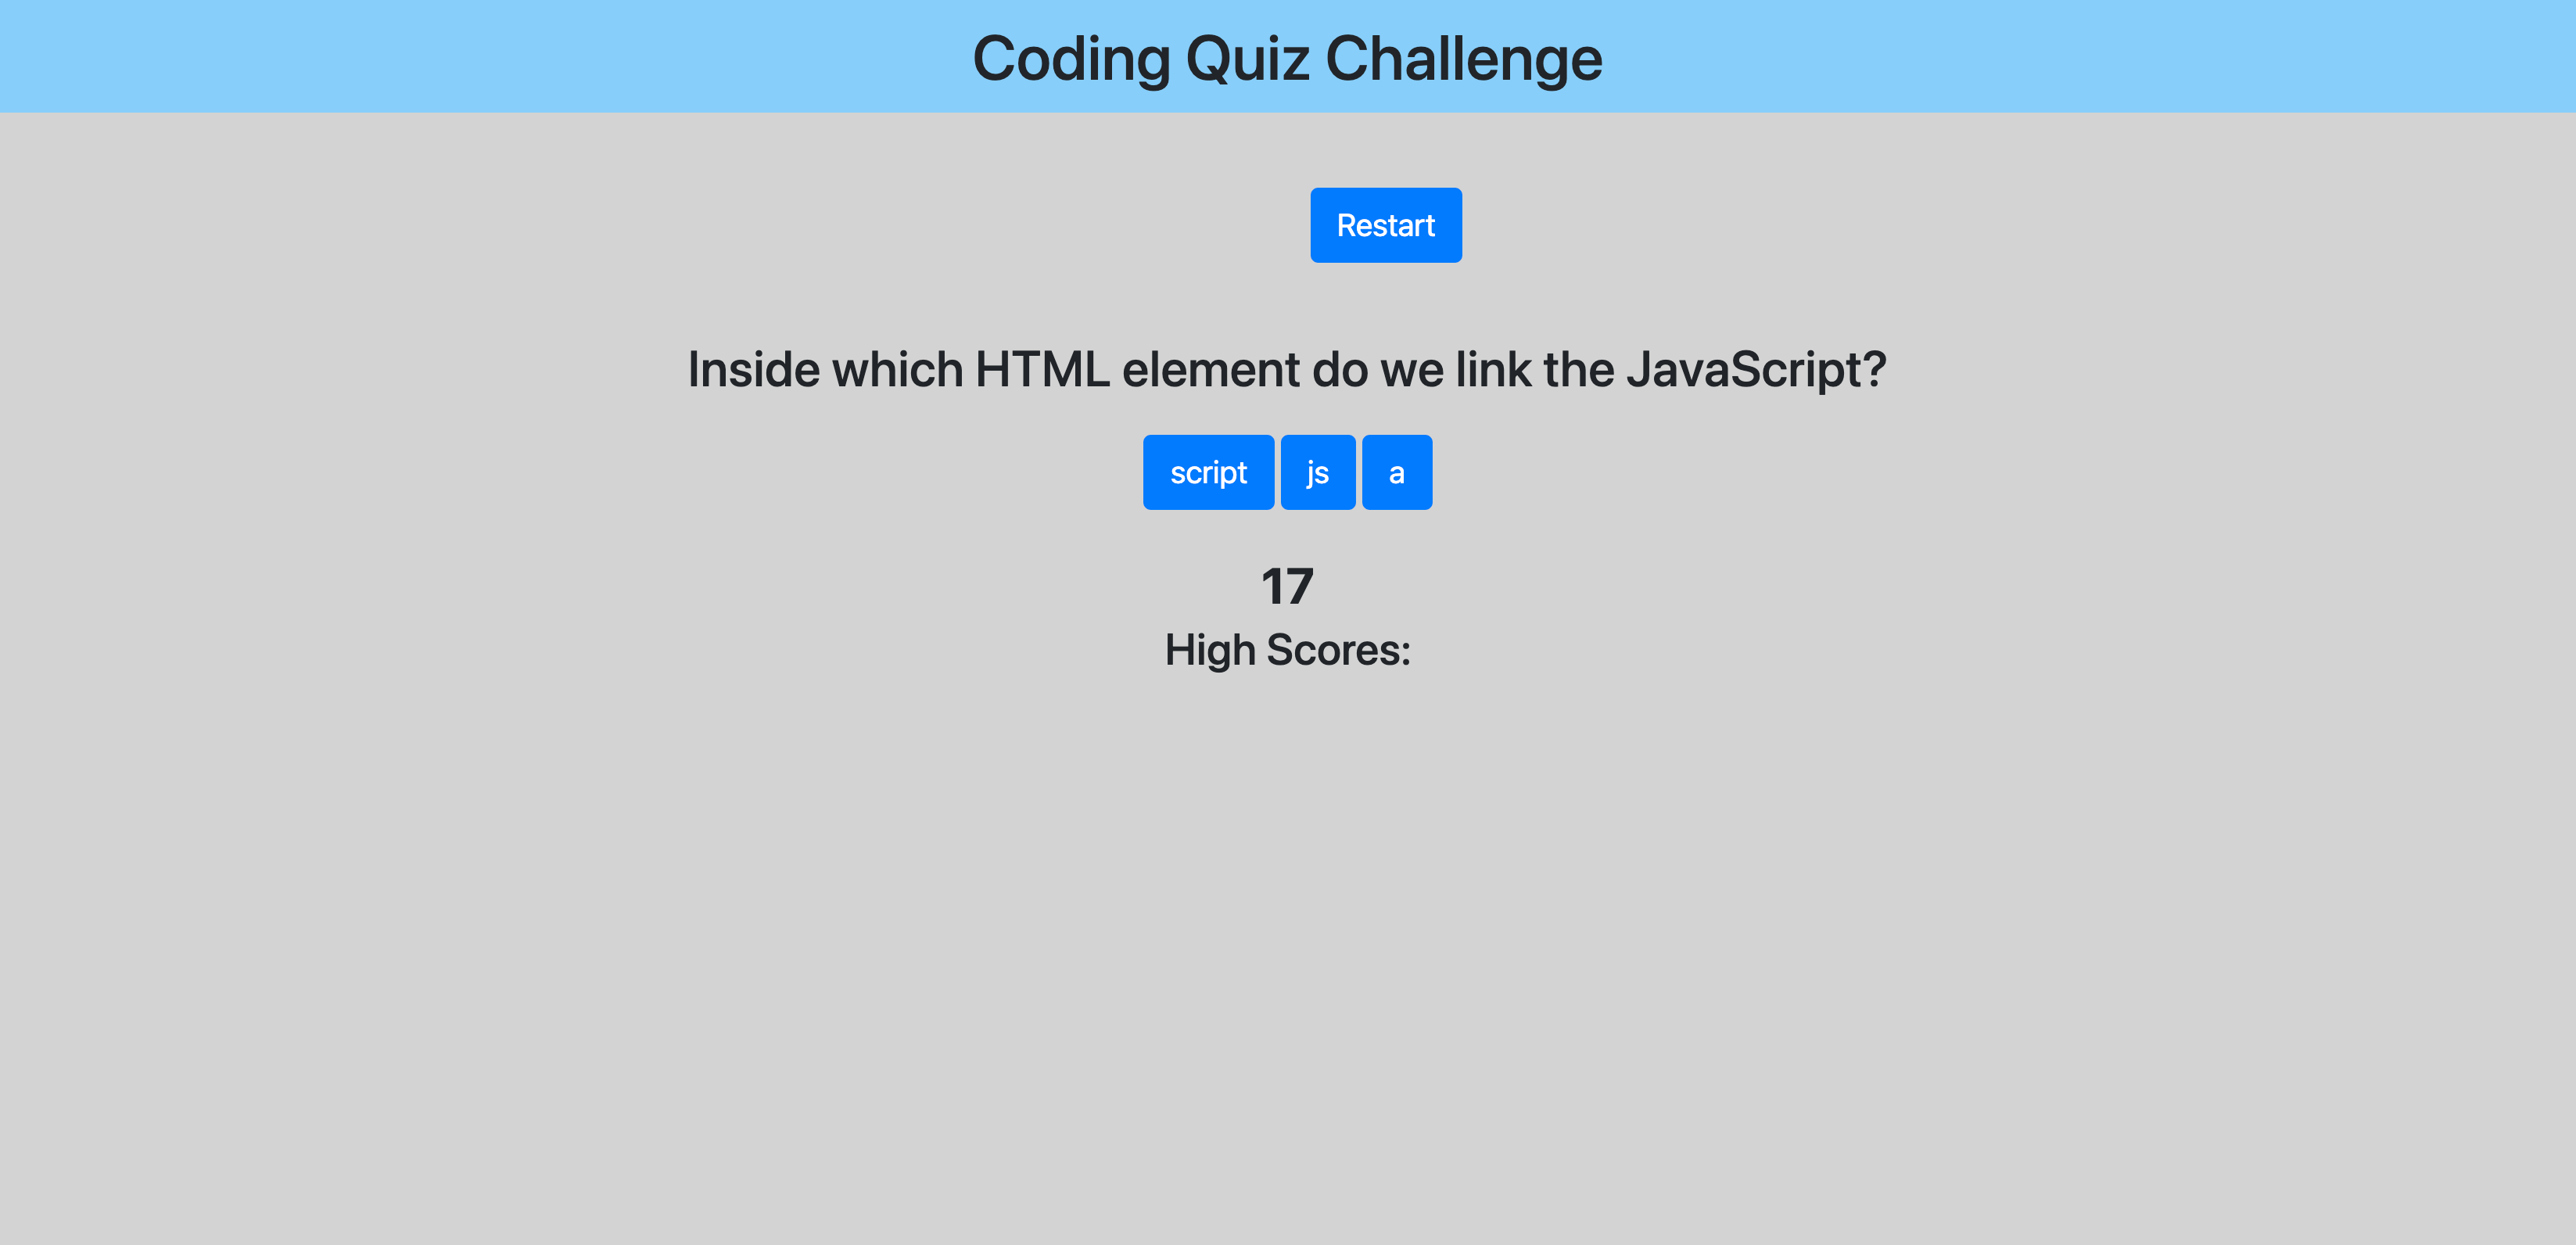 Coding Quiz Challenge
Restart
Inside which HTML element do we link the JavaScript?
script js a
17
High Scores: